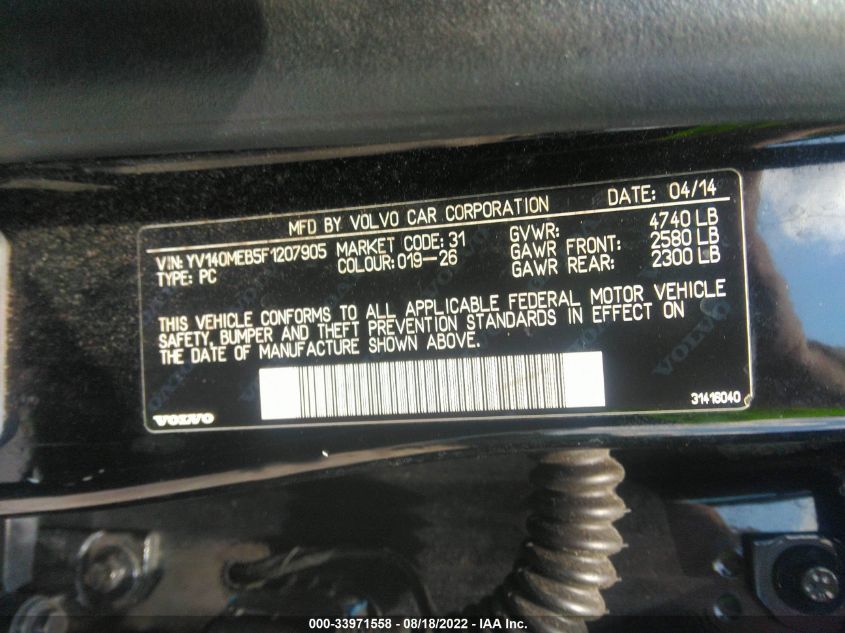 MFD BY VOLVO CAR CORPORATION DATE: 04/14
VIN: YV140MEB5F1207905 MARKET CODE: 31 GVWR: 4740 LB
TYPE: PC COLOUR: 019-26 GAWR FRONT: 2580 LB
GAWR REAR: 2300 LB
THIS VEHICLE CONFORMS TO ALL APPLICABLE FEDERAL MOTOR VEHICLE
SAFETY, BUMPER AND THEFT PREVENTION STANDARDS IN EFFECT ON
THE DATE OF MANUFACTURE SHOWN ABOVE.
VOLVO 31416040
000-33971558 - 08/18/2022 - IAA Inc.